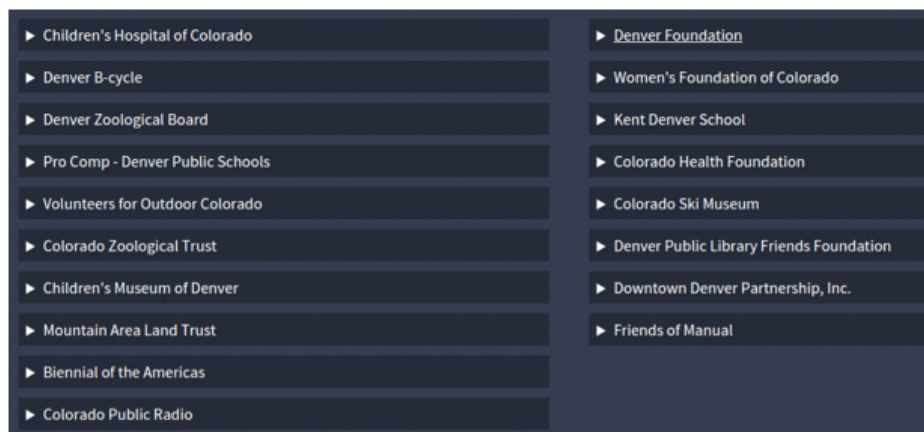 Children's Hospital of Colorado
Denver B-cycle
Denver Zoological Board
Pro Comp - Denver Public Schools
Volunteers for Outdoor Colorado
Colorado Zoological Trust
Children's Museum of Denver
Mountain Area Land Trust
Biennial of the Americas
Colorado Public Radio
Denver Foundation
Women's Foundation of Colorado
Kent Denver School
Colorado Health Foundation
Colorado Ski Museum
Denver Public Library Friends Foundation
Downtown Denver Partnership, Inc.
Friends of Manual